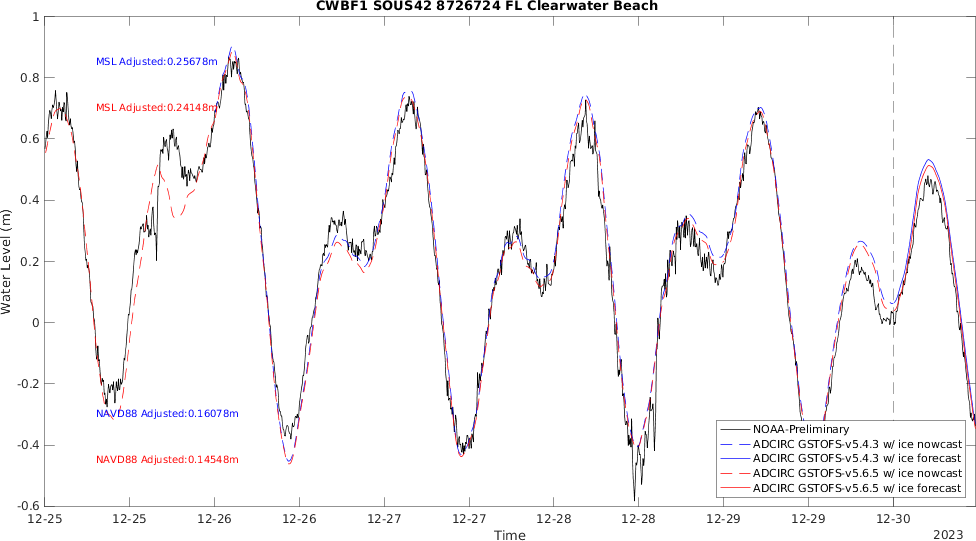 CWBF1 SOUS42 8726724 FL Clearwater Beach
1
0.8
0.6
0.4
0.2
0
-0.2
-0.4
-0.6
Water Level (m)
MSL Adjusted:0.25678m
MSL Adjusted:0.24148m
NAVD88 Adjusted:0.16078m
NAVD88 Adjusted:0.14548m
NOAA-Preliminary
ADCIRC GSTOFS-v5.4.3 w/ ice nowcast
ADCIRC GSTOFS-v5.4.3 w/ ice forecast
ADCIRC GSTOFS-v5.6.5 w/ ice nowcast
ADCIRC GSTOFS-v5.6.5 w/ ice forecast
12-25 12-25 12-26 12-26 12-27 12-27 12-28 12-28 12-29 12-29 12-30
Time
2023